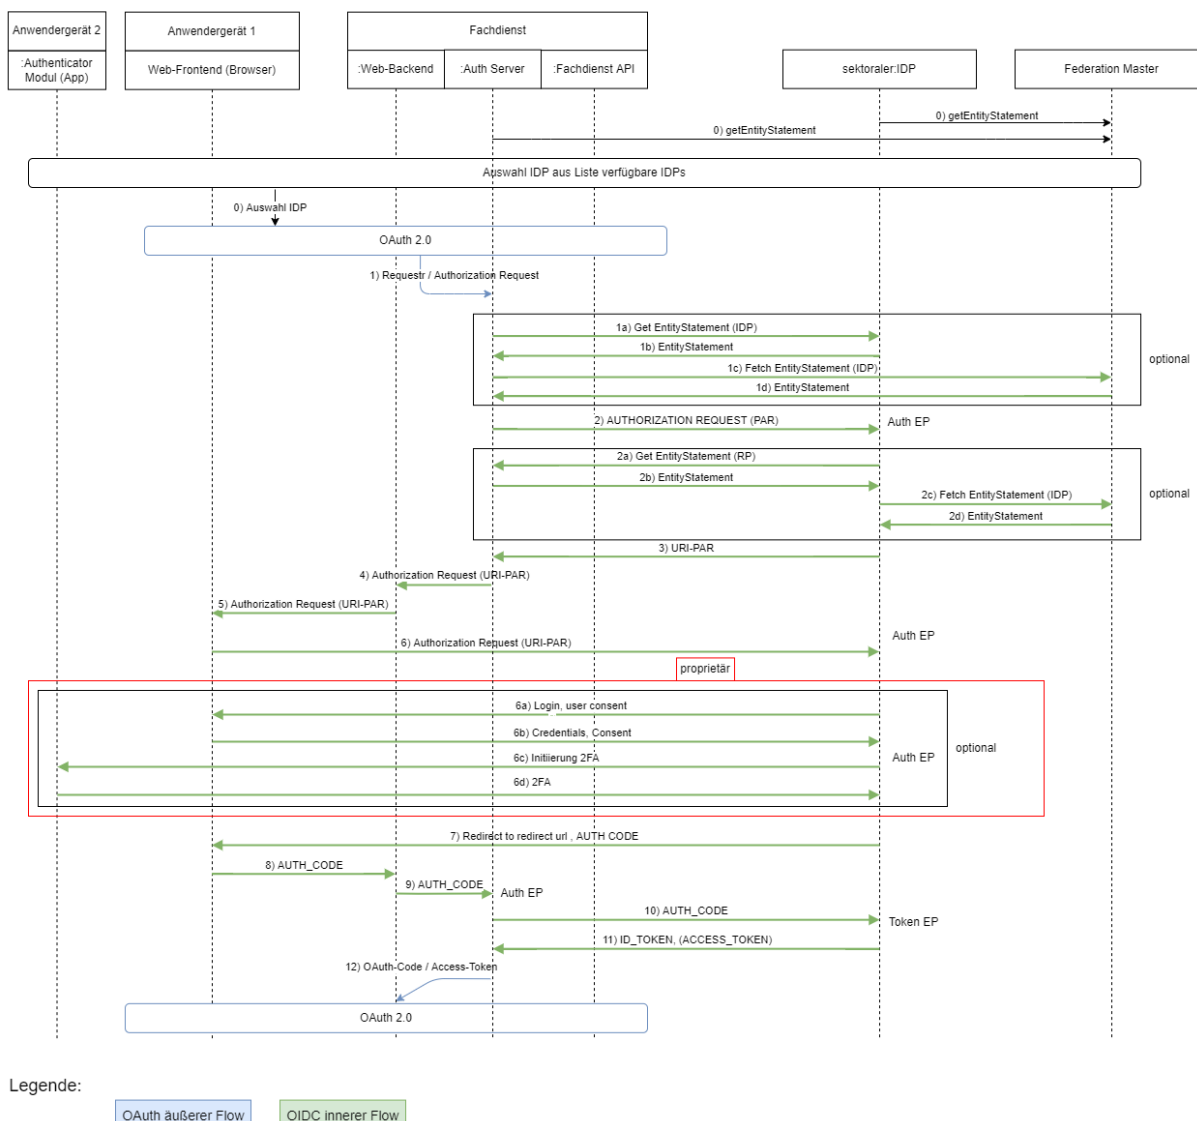 Anwendergerät 2
Anwendergerät 1
Fachdienst
:Authenticator
Modul (App)
Web-Frontend (Browser)
:Web-Backend
:Auth Server
:Fachdienst API
sektoraler:IDP
Federation Master
0) getEntityStatement
0) getEntityStatement
Auswahl IDP aus Liste verfügbare IDPs
0) Auswahl IDP
OAuth 2.0
1) Requestr / Authorization Request
1a) Get EntityStatement (IDP)
1b) EntityStatement
optional
1c) Fetch EntityStatement (IDP)
1d) EntityStatement
2) AUTHORIZATION REQUEST (PAR)
Auth EP
2a) Get EntityStatement (RP)
2b) EntityStatement
optional
2c) Fetch EntityStatement (IDP)
2d) EntityStatement
3) URI-PAR
4) Authorization Request (URI-PAR)
5) Authorization Request (URI-PAR)
Auth EP
6) Authorization Request (URI-PAR)
proprietär
6a) Login, user consent
6b) Credentials, Consent
optional
6c) Initiierung 2FA
Auth EP
6d) 2FA
7) Redirect to redirect url , AUTH CODE
8) AUTH_CODE
9) AUTH_CODE
Auth EP
10) AUTH_CODE
Token EP
11) ID_TOKEN, (ACCESS_TOKEN)
12) OAuth-Code / Access-Token
OAuth 2.0
Legende:
OAuth äußerer Flow
OIDC innerer Flow